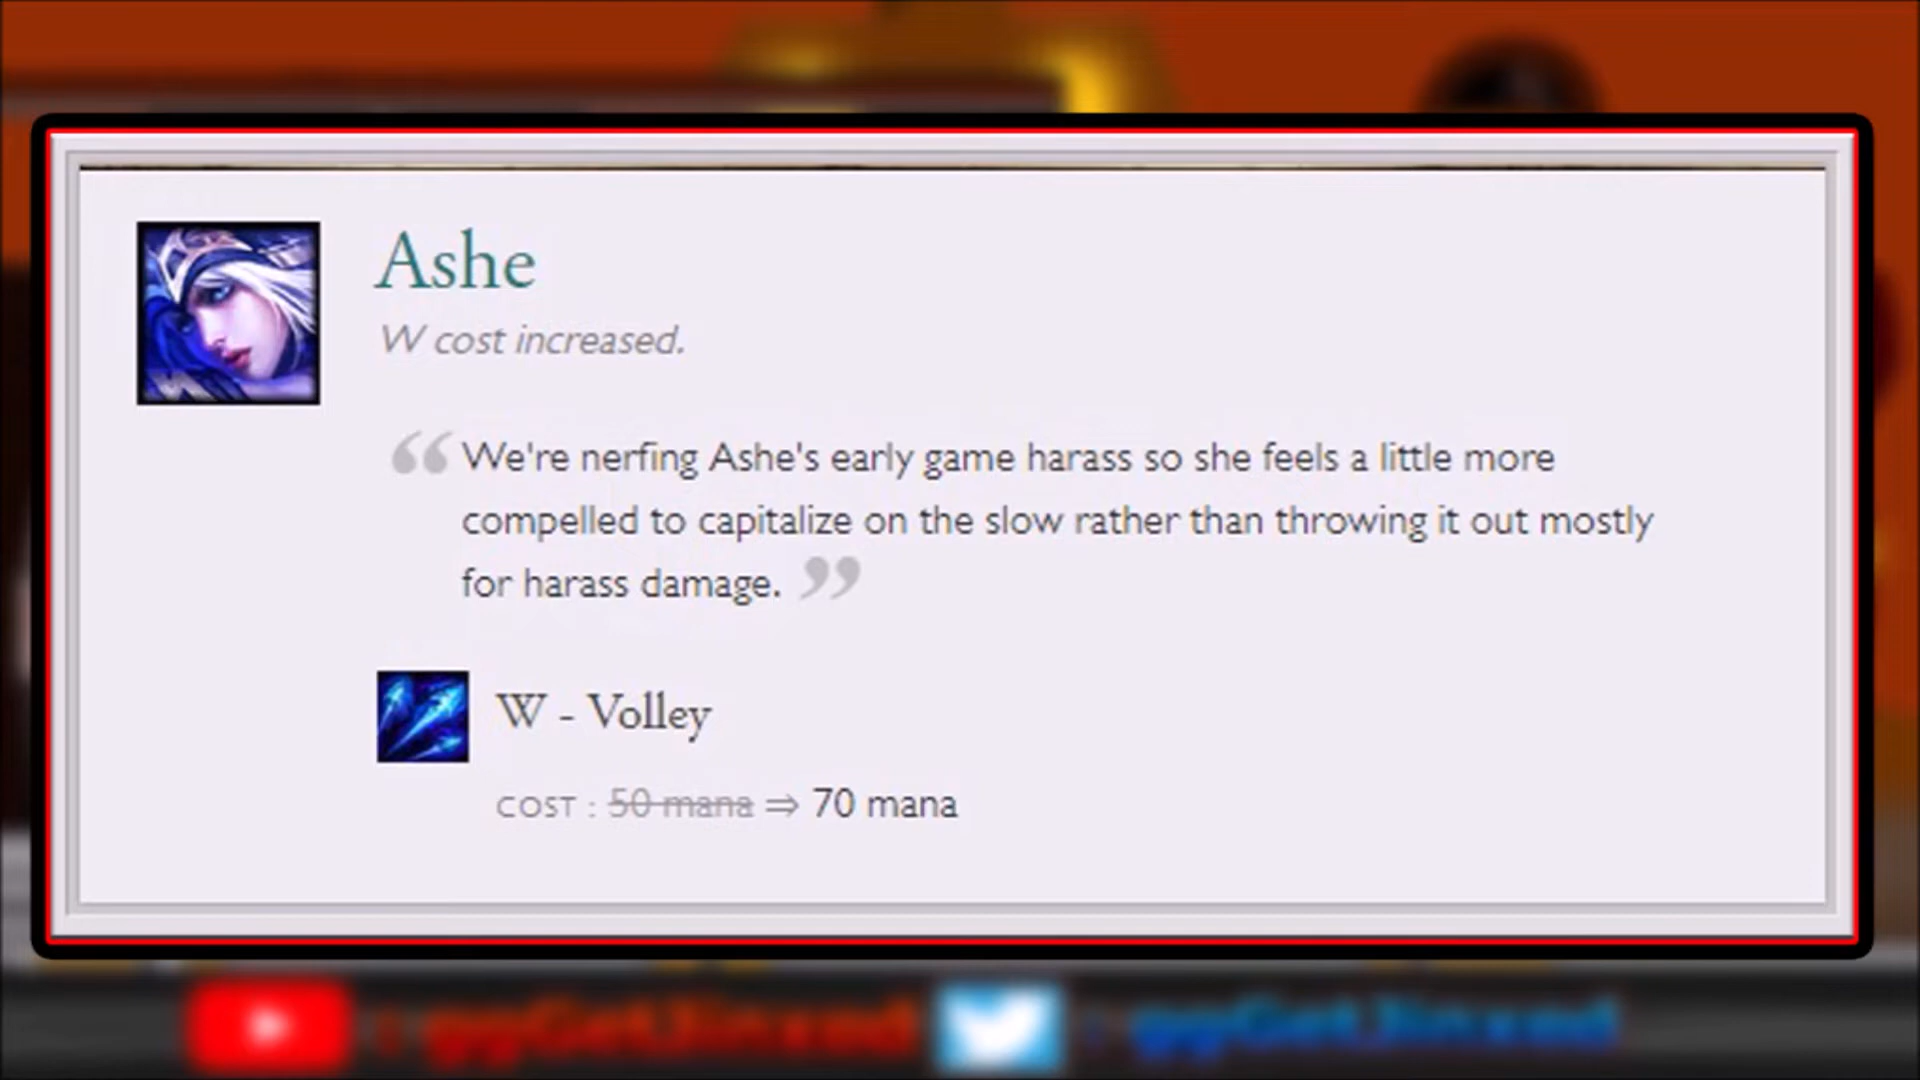 Ashe
W cost increased.
“We're nerfing Ashe's early game harass so she feels a little more
compelled to capitalize on the slow rather than throwing it out mostly
for harass damage. ”
W - Volley
COST : 50 mana ⇒ 70 mana